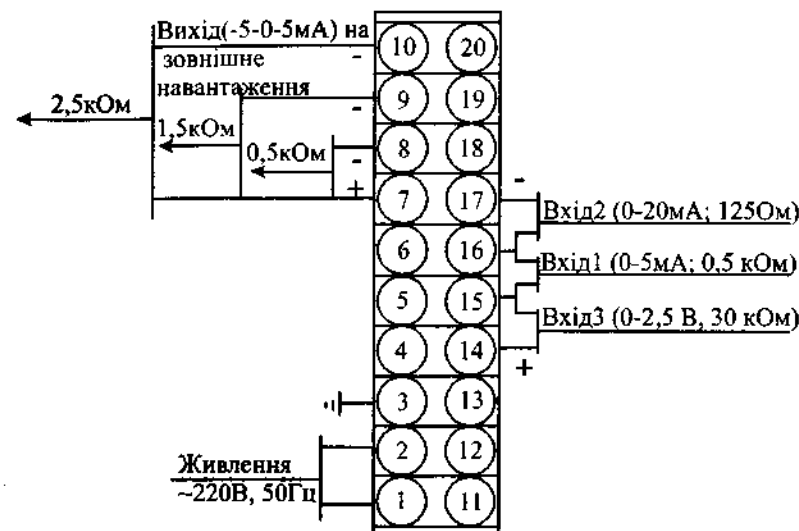 Вихід(-5-0-5мА) на
зовнішне
навантаження
2,5кОм
1,5кОм
0,5кОм
-
-
-
+
10 20
9 19
8 18
7 17
6 16
5 15
4 14
3 13
2 12
1 11
-
Вхід2 (0-20мА; 125Ом)
Вхід1 (0-5мА; 0,5 кОм)
Вхід3 (0-2,5 В, 30 кОм)
+
Живлення
~220В, 50Гц